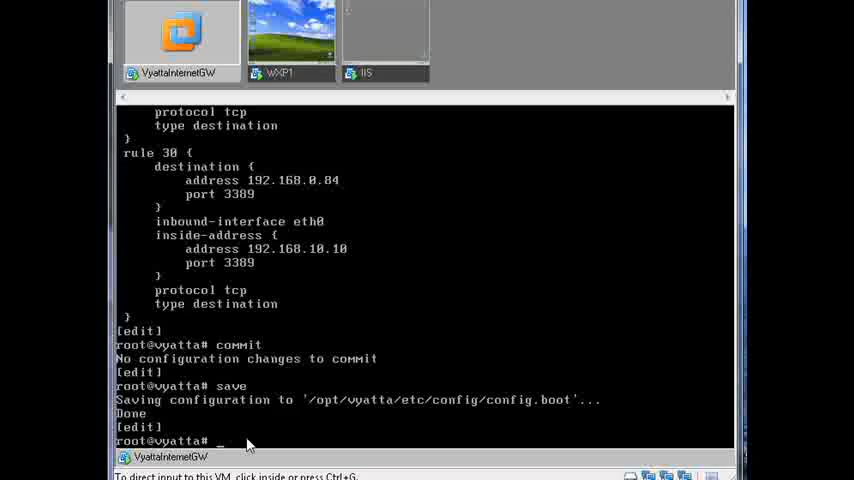 VyattaInternetGW
WXP1
IIS
protocol tcp
type destination
}
rule 30 {
destination {
address 192.168.0.84
port 3389
}
inbound-interface eth0
inside-address {
address 192.168.10.10
port 3389
}
protocol tcp
type destination
}
[edit]
root@vyatta# commit
No configuration changes to commit
[edit]
root@vyatta# save
Saving configuration to '/opt/vyatta/etc/config/config.boot'...
Done
[edit]
root@vyatta# _
VyattaInternetGW
To direct input to this VM, click inside or press Ctrl+G.